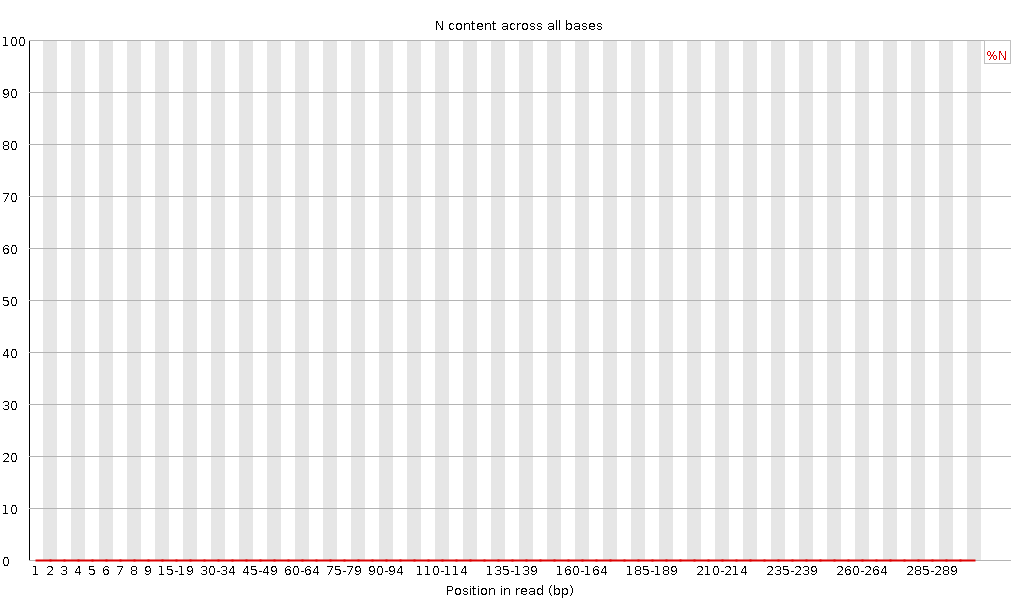 N content across all bases
100
%N
90
80
70
60
50
40
30
20
10
0
1 2 3 4 5 6 7 8 9 15-19 30-34 45-49 60-64 75-79 90-94 110-114 135-139 160-164 185-189 210-214 235-239 260-264 285-289
Position in read (bp)